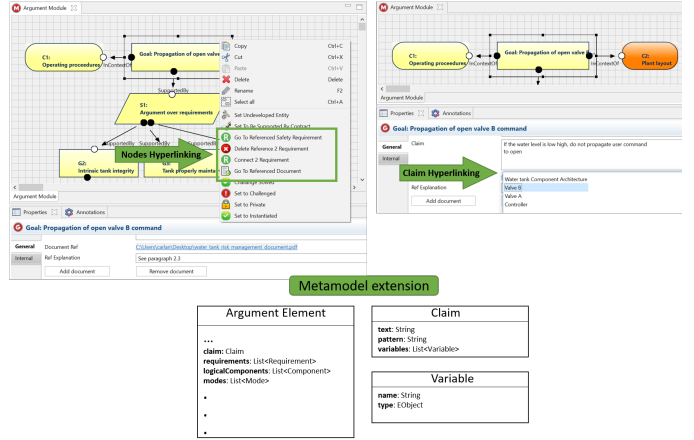 Argument Module
C1:
Operating proceedures
InContextOf
Goal: Propagation of open valve
SupportedBy
S1:
Argument over requirements
SupportedBy
SupportedBy
SupportedBy
G2:
Intrinsic tank integrity
Tank properly mainta
Nodes Hyperlinking
Copy Ctrl+C
Cut Ctrl+X
Paste Ctrl+V
Delete Delete
Rename F2
Select all Ctrl+A
Set Undeveloped Entity
Set To Be Supported By Contract
Go To Referenced Safety Requirement
Delete Reference 2 Requirement
Connect 2 Requirement
Go To Referenced Document
Challenge Solved
Set to Challenged
Set to Private
Set to Instantiated
Argument Module
Properties Annotations
Goal: Propagation of open valve B command
General Document Ref C:\Users\carlan\Desktop\water tank risk management document.pdf
Internal Ref Explanation See paragraph 2.3
Add document Remove document
Argument Module
C1:
Operating proceedures
InContextOf
Goal: Propagation of open valve B
InContextOf
C2:
Plant layout
Argument Module
Properties Annotations
Goal: Propagation of open valve B command
General Claim If the water level is low high, do not propagate user command
to open
Internal
Claim Hyperlinking
Water tank Component Architecture
Ref Explanation Valve B
Valve A
Add document Controller
Metamodel extension
Argument Element
...
claim: Claim
requirements: List<Requirement>
logicalComponents: List<Component>
modes: List<Mode>
.
.
.
Claim
text: String
pattern: String
variables: List<Variable>
Variable
name: String
type: EObject